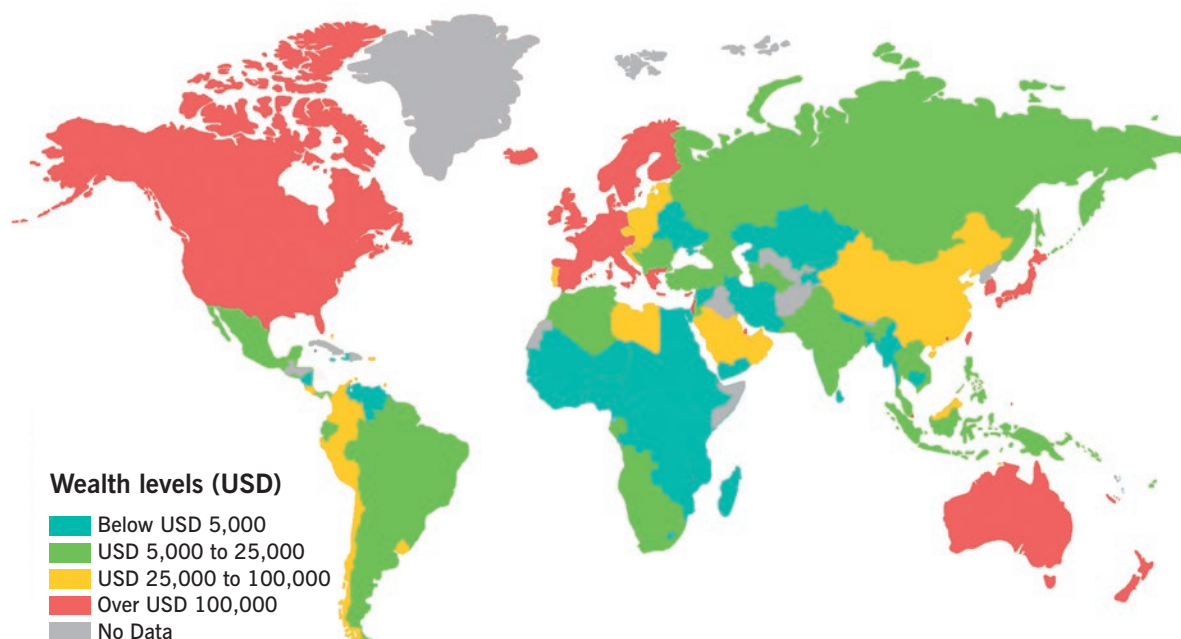 Wealth levels (USD)
Below USD 5,000
USD 5,000 to 25,000
USD 25,000 to 100,000
Over USD 100,000
No Data